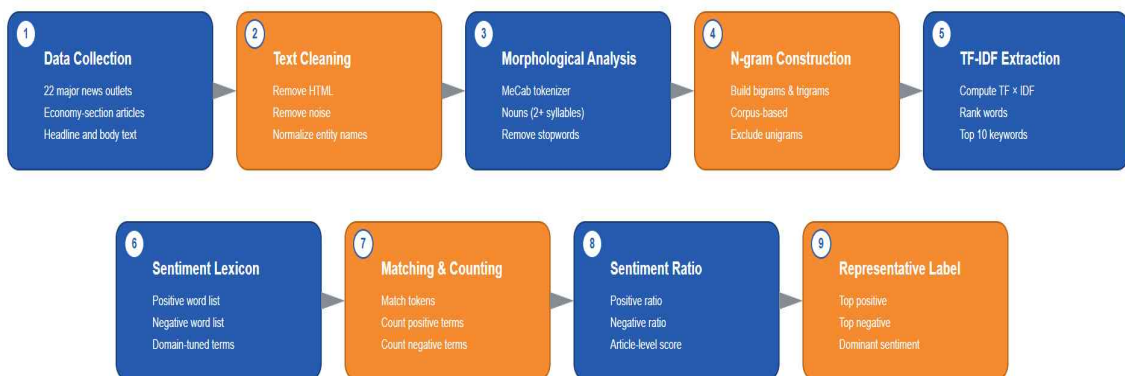 1
Data Collection
22 major news outlets
Economy-section articles
Headline and body text
2
Text Cleaning
Remove HTML
Remove noise
Normalize entity names
3
Morphological Analysis
MeCab tokenizer
Nouns (2+ syllables)
Remove stopwords
4
N-gram Construction
Build bigrams & trigrams
Corpus-based
Exclude unigrams
5
TF-IDF Extraction
Compute TF × IDF
Rank words
Top 10 keywords
6
Sentiment Lexicon
Positive word list
Negative word list
Domain-tuned terms
7
Matching & Counting
Match tokens
Count positive terms
Count negative terms
8
Sentiment Ratio
Positive ratio
Negative ratio
Article-level score
9
Representative Label
Top positive
Top negative
Dominant sentiment